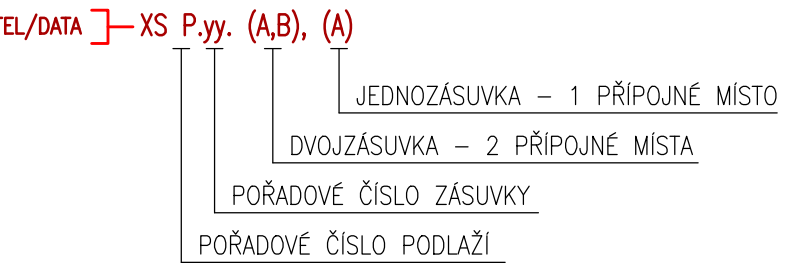 TEL/DATA XS P.yy. (A,B), (A)
JEDNOZÁSUVKA – 1 PŘÍPOJNÉ MÍSTO
DVOJZÁSUVKA – 2 PŘÍPOJNÉ MÍSTA
POŘADOVÉ ČÍSLO ZÁSUVKY
POŘADOVÉ ČÍSLO PODLAŽÍ